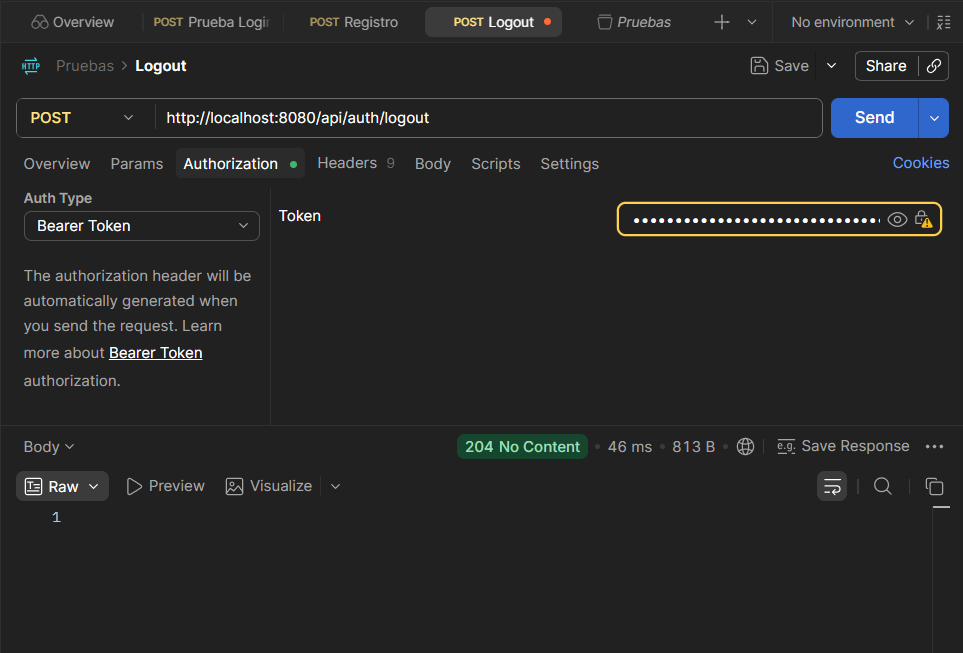 Overview POST Prueba Login POST Registro POST Logout Pruebas No environment
HTTP Pruebas > Logout Save Share
POST http://localhost:8080/api/auth/logout Send
Overview Params Authorization Headers 9 Body Scripts Settings Cookies
Auth Type
Bearer Token
Token
The authorization header will be
automatically generated when
you send the request. Learn
more about Bearer Token
authorization.
Body 204 No Content 46 ms 813 B e.g. Save Response
Raw Preview Visualize
1